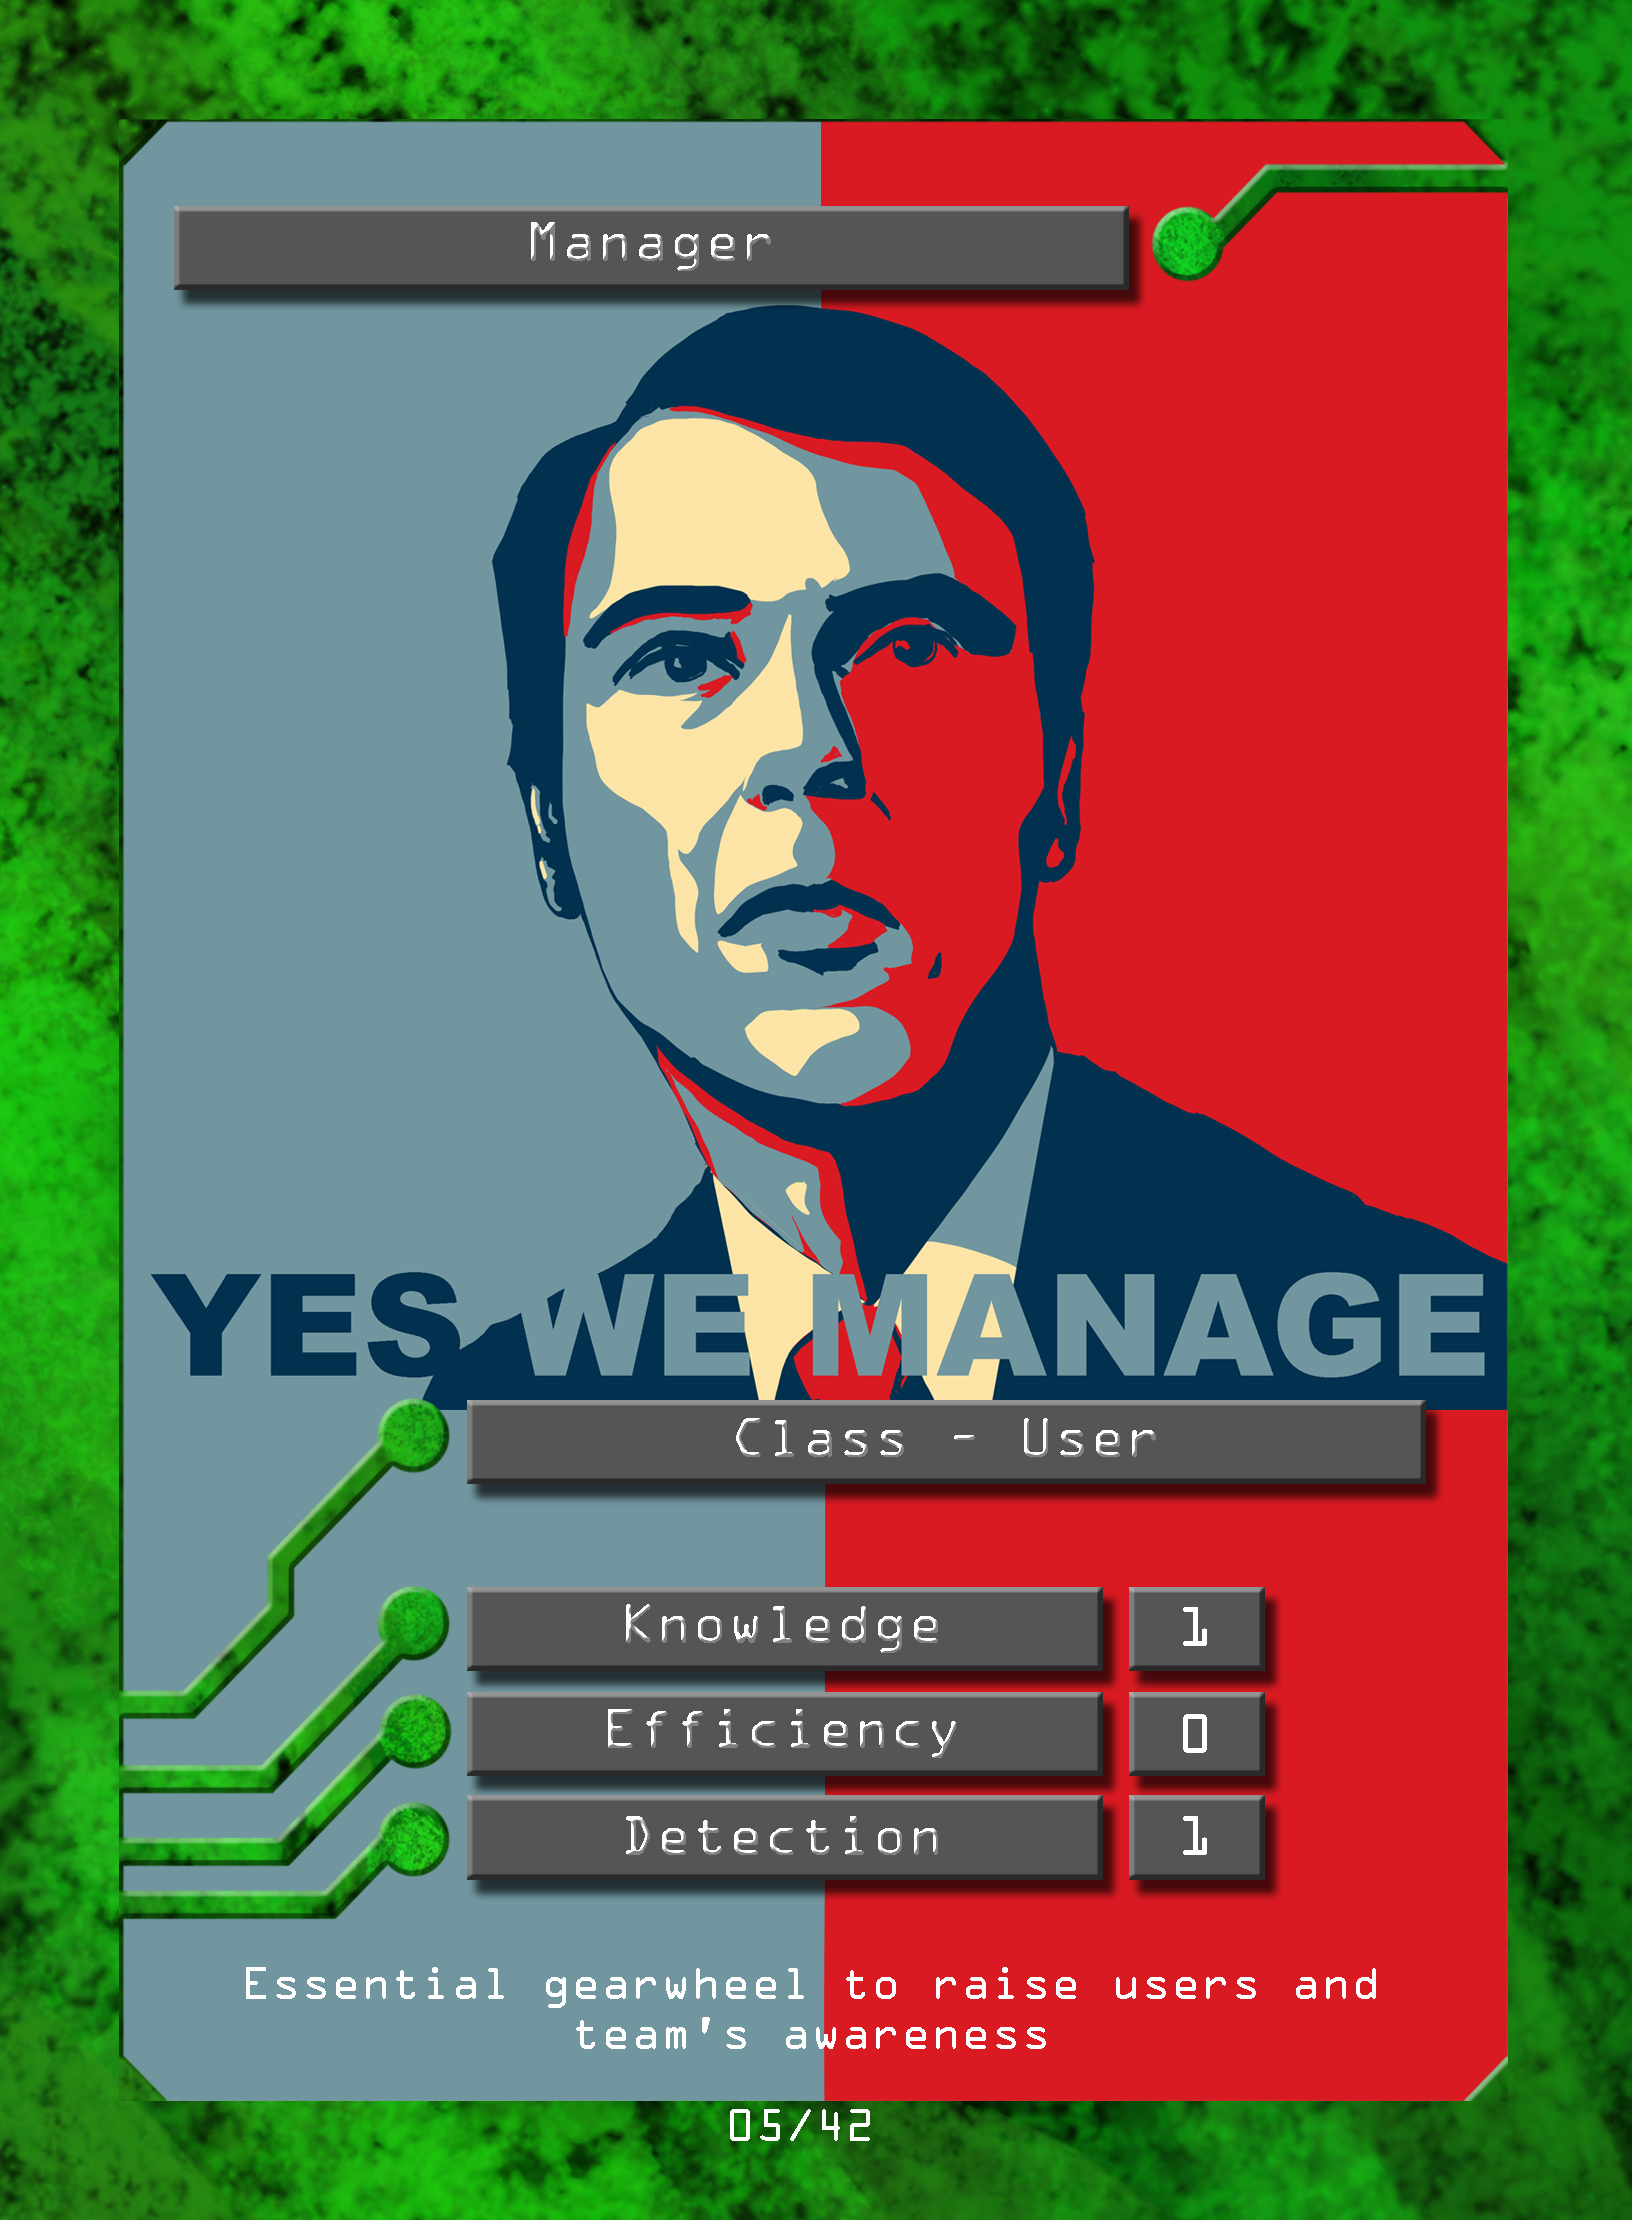 Manager
YES WE MANAGE
Class - User
Knowledge 1
Efficiency 0
Detection 1
Essential gearwheel to raise users and
team's awareness
05/42